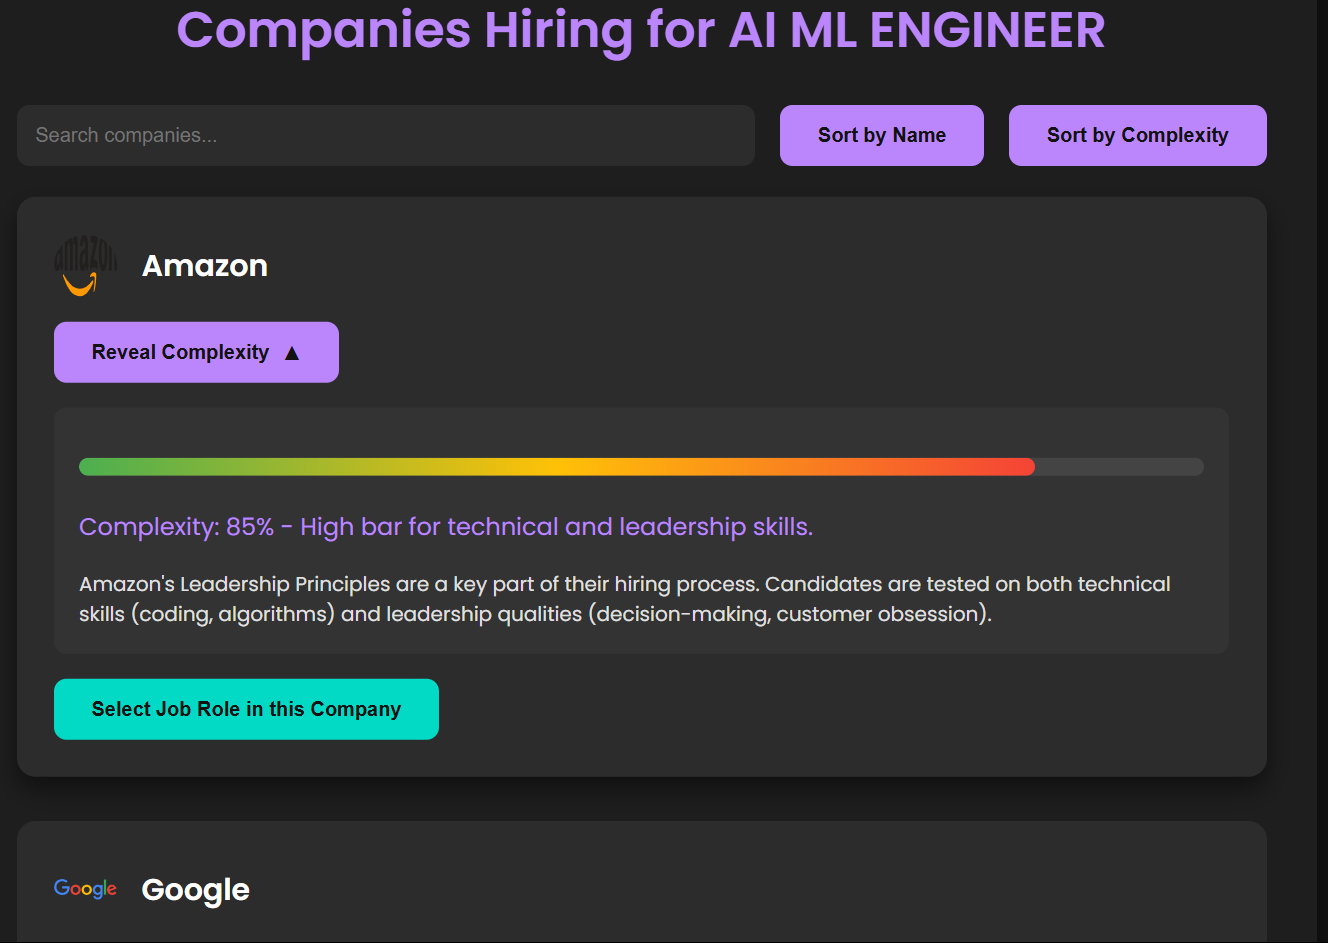 Companies Hiring for AI ML ENGINEER
Search companies...
Sort by Name
Sort by Complexity
amazon
Amazon
Reveal Complexity ▲
Complexity: 85% - High bar for technical and leadership skills.
Amazon's Leadership Principles are a key part of their hiring process. Candidates are tested on both technical
skills (coding, algorithms) and leadership qualities (decision-making, customer obsession).
Select Job Role in this Company
Google
Google